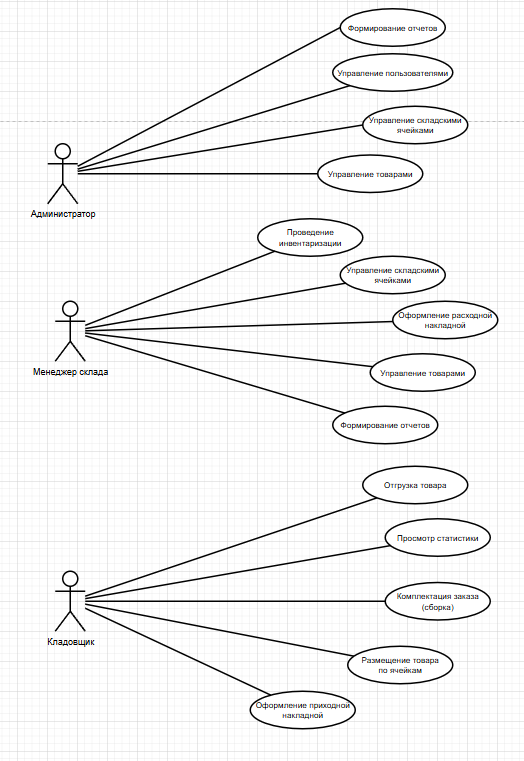 Формирование отчетов
Управление пользователями
Управление складскими
ячейками
Управление товарами
Администратор
Проведение
инвентаризации
Управление складскими
ячейками
Оформление расходной
накладной
Менеджер склада
Управление товарами
Формирование отчетов
Отгрузка товара
Просмотр статистики
Комплектация заказа
(сборка)
Кладовщик
Размещение товара
по ячейкам
Оформление приходной
накладной